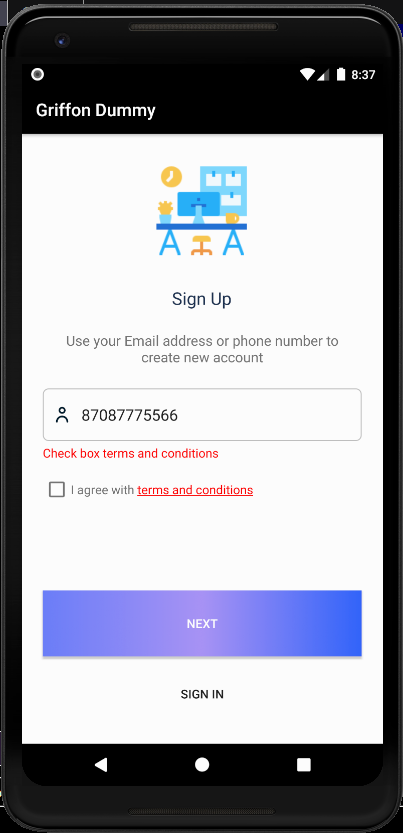 8:37
Griffon Dummy
Sign Up
Use your Email address or phone number to
create new account
87087775566
Check box terms and conditions
I agree with terms and conditions
NEXT
SIGN IN